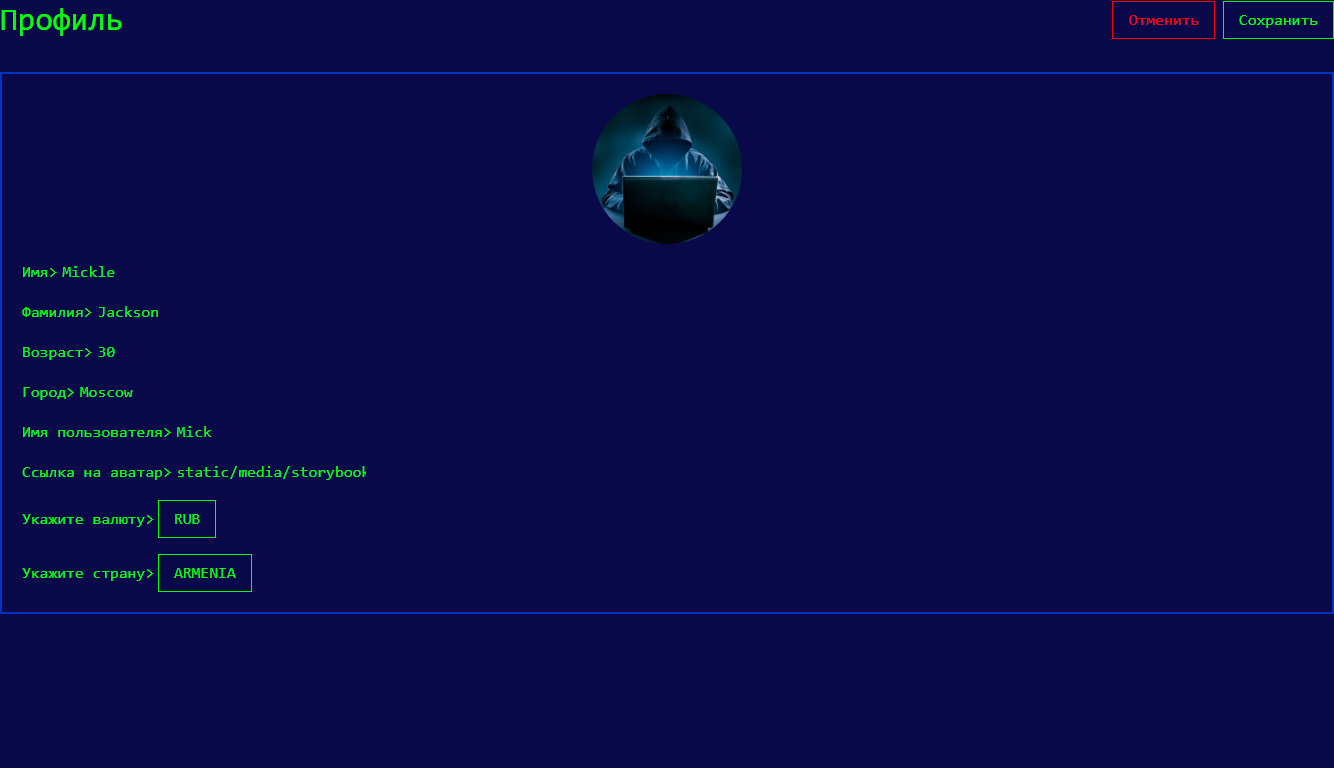 Профиль
Отменить Сохранить
Имя> Mickle
Фамилия> Jackson
Возраст> 30
Город> Moscow
Имя пользователя> Mick
Ссылка на аватар> static/media/storybook
Укажите валюту> RUB
Укажите страну> ARMENIA